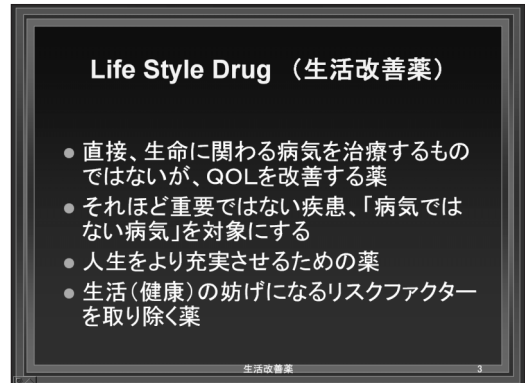 Life Style Drug （生活改善薬）
● 直接、生命に関わる病気を治療するもの
ではないが、QOLを改善する薬
● それほど重要ではない疾患、「病気では
ない病気」を対象にする
● 人生をより充実させるための薬
● 生活（健康）の妨げになるリスクファクター
を取り除く薬
生活改善薬
3